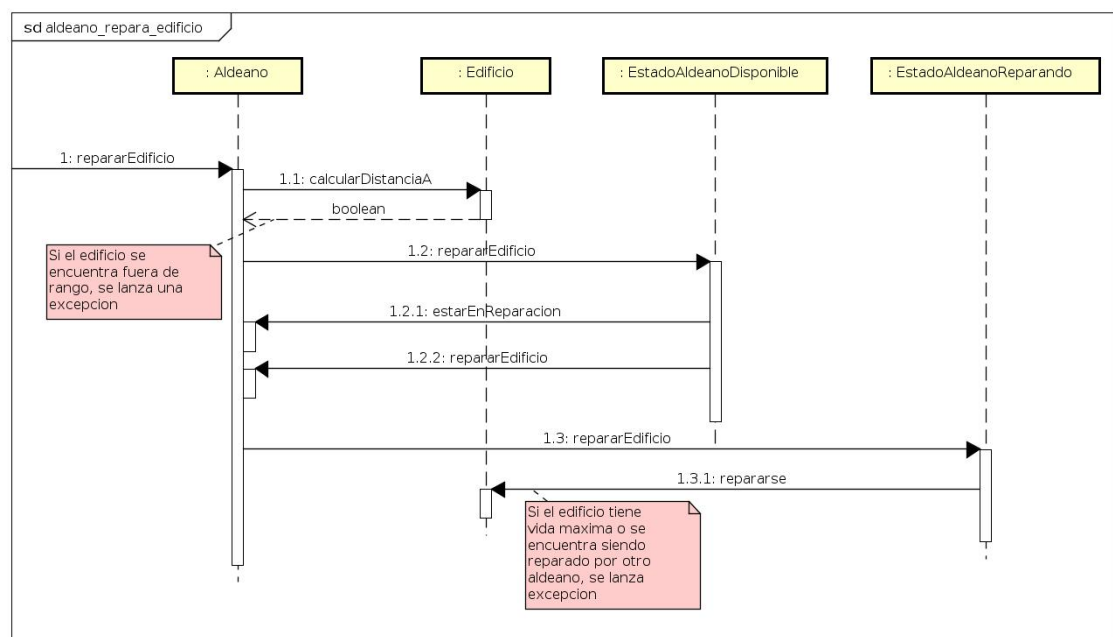 sd aldeano_repara_edificio
: Aldeano
: Edificio
: EstadoAldeanoDisponible
: EstadoAldeanoReparando
1: repararEdificio
1.1: calcularDistanciaA
boolean
Si el edificio se
encuentra fuera de
rango, se lanza una
excepcion
1.2: repararEdificio
1.2.1: estarEnReparacion
1.2.2: repararEdificio
1.3: repararEdificio
1.3.1: repararse
Si el edificio tiene
vida maxima o se
encuentra siendo
reparado por otro
aldeano, se lanza
excepcion